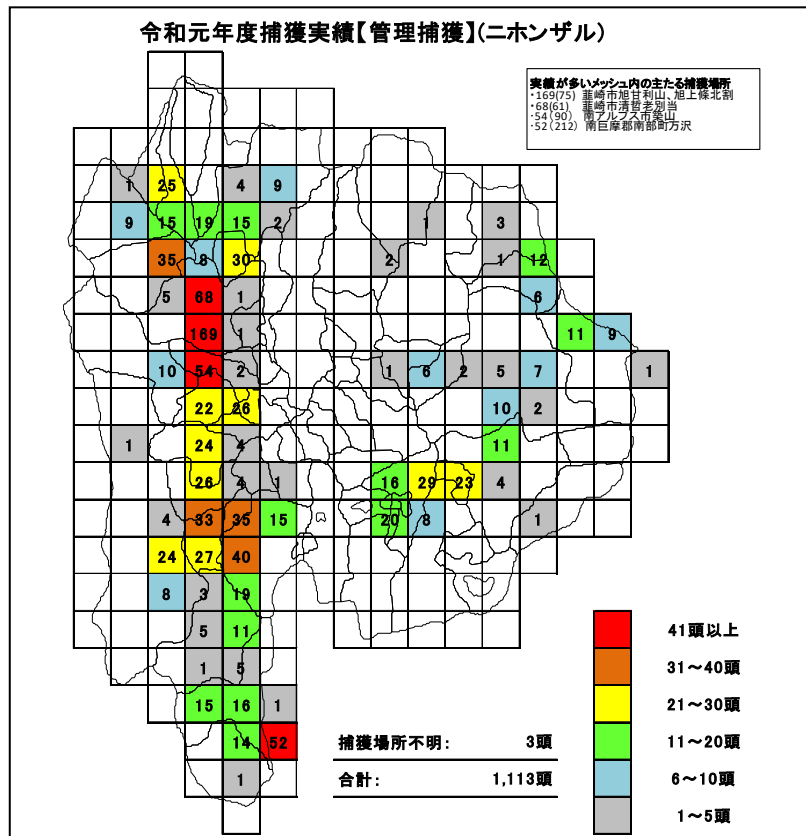 令和元年度捕獲実績【管理捕獲】(ニホンザル)
実績が多いメッシュ内の主たる捕獲場所
・169(75) 韮崎市旭甘利山、旭上條北割
・68(61) 韮崎市清哲老別当
・54(90) 南アルプス市築山
・52(212) 南巨摩郡南部町万沢
1 25 4 9
9 15 19 15 2 1 3
35 8 30 2 1 12
5 68 1 6
169 1 11 9
10 54 2 1 6 2 5 7 1
22 26 10 2
1 24 4 11
26 4 1 16 29 23 4
4 33 35 15 20 8 1
24 27 40
8 3 19
5 11
1 5
15 16 1
14 52
1
捕獲場所不明: 3頭
合計: 1,113頭
41頭以上
31～40頭
21～30頭
11～20頭
6～10頭
1～5頭